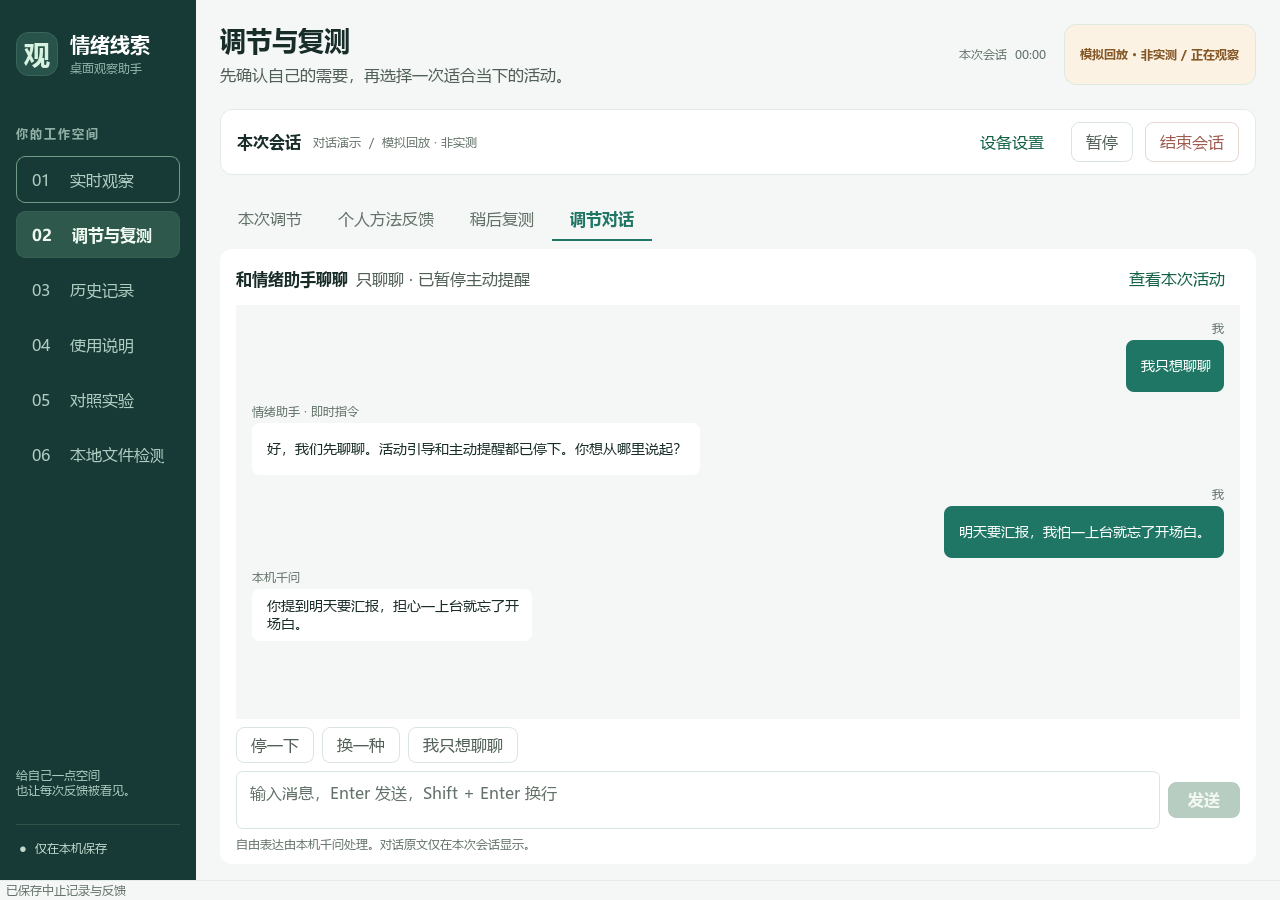 观
情绪线索
桌面观察助手
你的工作空间
01 实时观察
02 调节与复测
03 历史记录
04 使用说明
05 对照实验
06 本地文件检测
给自己一点空间
也让每次反馈被看见。
仅在本机保存
已保存中止记录与反馈
调节与复测
先确认自己的需要，再选择一次适合当下的活动。
本次会话 00:00
模拟回放 · 非实测 / 正在观察
本次会话 对话演示 / 模拟回放 · 非实测
设备设置
暂停
结束会话
本次调节
个人方法反馈
稍后复测
调节对话
和情绪助手聊聊 只聊聊 · 已暂停主动提醒
查看本次活动
我
我只想聊聊
情绪助手 · 即时指令
好，我们先聊聊。活动引导和主动提醒都已停下。你想从哪里说起？
我
明天要汇报，我怕一上台就忘了开场白。
本机千问
你提到明天要汇报，担心一上台就忘了开
场白。
停一下
换一种
我只想聊聊
输入消息，Enter 发送，Shift + Enter 换行
发送
自由表达由本机千问处理。对话原文仅在本次会话显示。